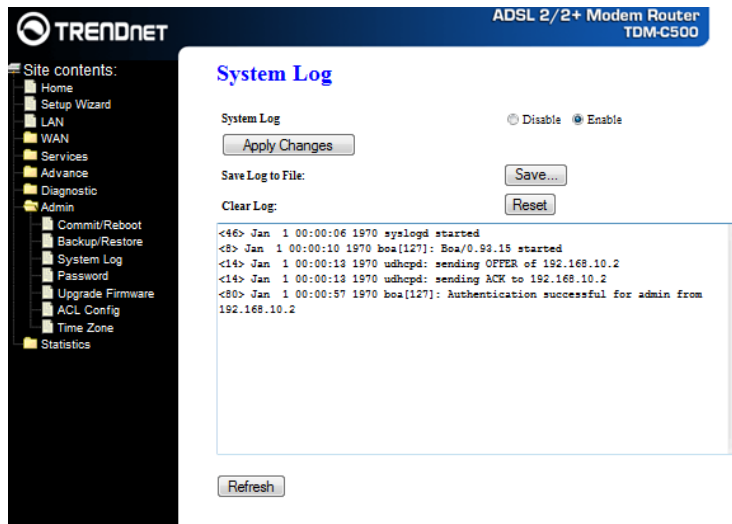 TRENDNET
ADSL 2/2+ Modem Router
TDM-C500
Site contents:
Home
Setup Wizard
LAN
WAN
Services
Advance
Diagnostic
Admin
Commit/Reboot
Backup/Restore
System Log
Password
Upgrade Firmware
ACL Config
Time Zone
Statistics
System Log
System Log
Disable
Enable
Apply Changes
Save Log to File:
Save...
Clear Log:
Reset
<46> Jan  1 00:00:06 1970 syslogd started
<8> Jan  1 00:00:10 1970 boa[127]: Boa/0.93.15 started
<14> Jan  1 00:00:13 1970 udhcpd: sending OFFER of 192.168.10.2
<14> Jan  1 00:00:13 1970 udhcpd: sending ACK to 192.168.10.2
<80> Jan  1 00:00:57 1970 boa[127]: Authentication successful for admin from
192.168.10.2
Refresh